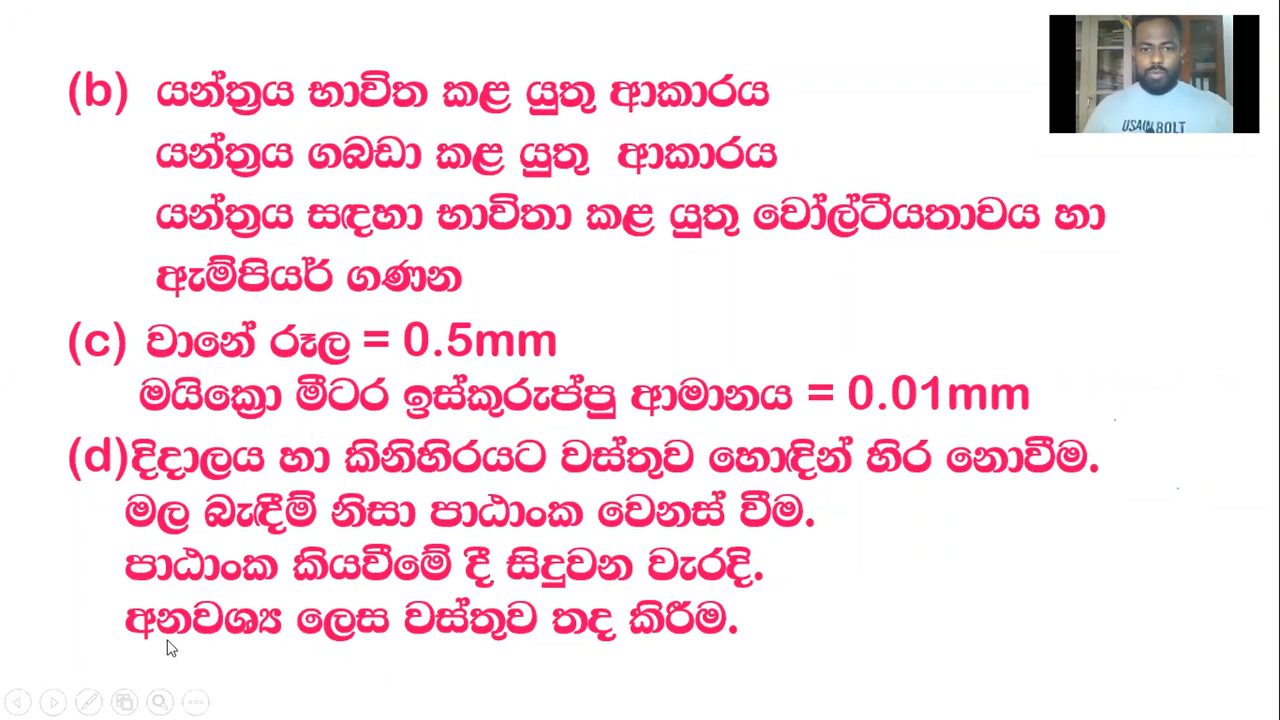 (b) යන්ත්‍රය භාවිත කළ යුතු ආකාරය
යන්ත්‍රය ගබඩා කළ යුතු ආකාරය
යන්ත්‍රය සඳහා භාවිතා කළ යුතු වෝල්ටීයතාවය හා
ඇම්පියර් ගණන
(c) වානේ රූල = 0.5mm
මයික්‍රො මීටර ඉස්කුරුප්පු ආමානය = 0.01mm
(d)දිදාලය හා කිනිහිරයට වස්තුව හොඳින් හිර නොවීම.
මල බැඳීම් නිසා පාඨාංක වෙනස් වීම.
පාඨාංක කියවීමේ දී සිදුවන වැරදි.
අනවශ්‍ය ලෙස වස්තුව තද කිරීම.
USAIN BOLT